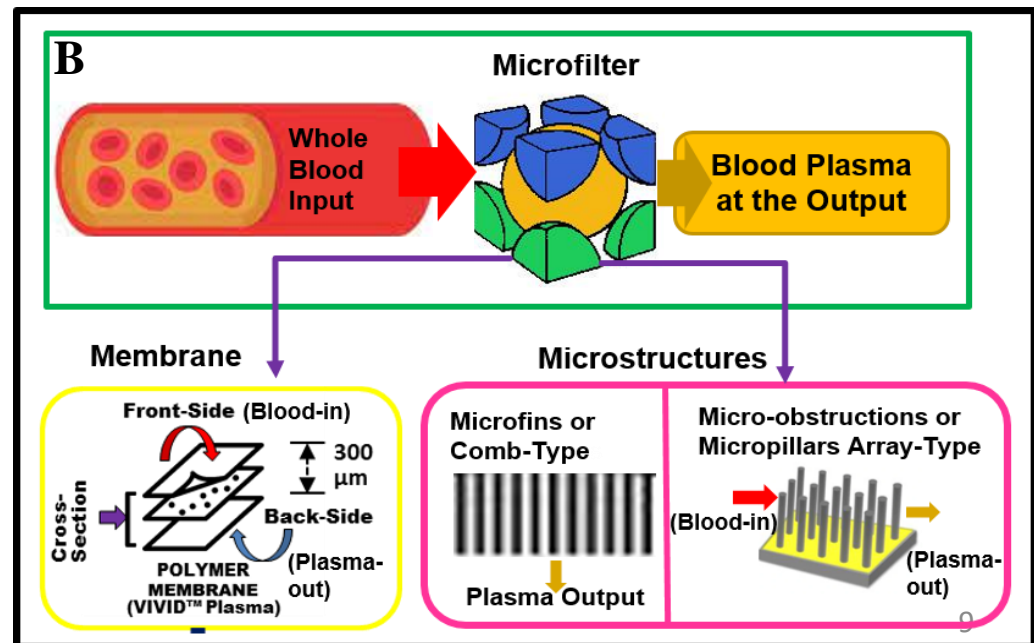 B
Microfilter
Whole
Blood
Input
Blood Plasma
at the Output
Membrane
Front-Side (Blood-in)
300
µm
Cross-
Section
Back-Side
(Plasma-
out)
POLYMER
MEMBRANE
(VIVID™ Plasma)
Microstructures
Microfins or
Comb-Type
Plasma Output
Micro-obstructions or
Micropillars Array-Type
(Blood-in)
(Plasma-
out)
9